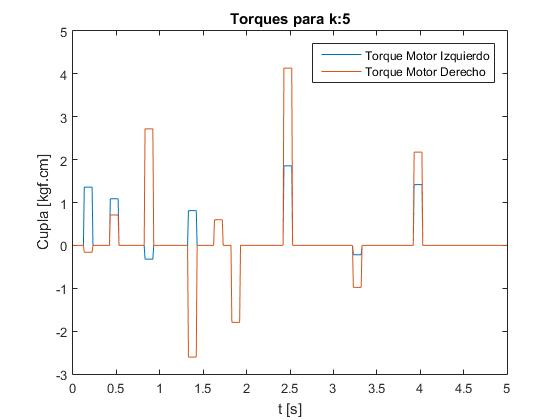 Torques para k:5
Torque Motor Izquierdo
Torque Motor Derecho
Cupla [kgf.cm]
5
4
3
2
1
0
-1
-2
-3
0 0.5 1 1.5 2 2.5 3 3.5 4 4.5 5
t [s]